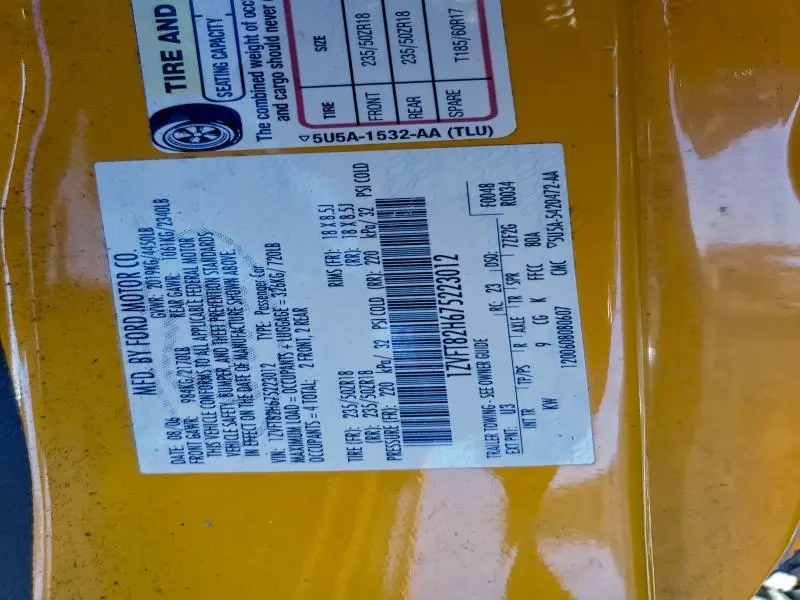 TIRE AND
SEATING CAPACITY
The combined weight of occ
and cargo should never
TIRE SIZE
FRONT 235/50ZR18
REAR 235/50ZR18
SPARE T185/60R17
5U5A-1532-AA (TLU)
MFD. BY FORD MOTOR CO.
DATE: 08/06 GVWR: 2019KG/4450LB
FRONT GAWR: 984KG/2170LB REAR GAWR: 1061KG/2340LB
THIS VEHICLE CONFORMS TO ALL APPLICABLE FEDERAL MOTOR
VEHICLE SAFETY, BUMPER, AND THEFT PREVENTION STANDARDS
IN EFFECT ON THE DATE OF MANUFACTURE SHOWN ABOVE.
VIN: 1ZVFT82H675223012 TYPE: Passenger Car
MAXIMUM LOAD = OCCUPANTS + LUGGAGE = 326KG/720LB
OCCUPANTS = 4 TOTAL; 2 FRONT, 2 REAR
TIRE (FR): 235/50ZR18 RIMS (FR): 18 X 8.5J
(RR): 235/50ZR18 (RR): 18 X 8.5J
PRESSURE (FR): 220 kPa/ 32 PSI COLD (RR): 220 kPa/ 32 PSI COLD
1ZVFT82H675223012
TRAILER TOWING - SEE OWNER GUIDE F0048
EXT PNT: U3 RC: 23 DSO: R0034
INT TR TP/PS R AXLE TR SPR 77F2G
KW 9 CG K FFCC BOA
CMC 5U5A-5420472-AA
120060808060​7